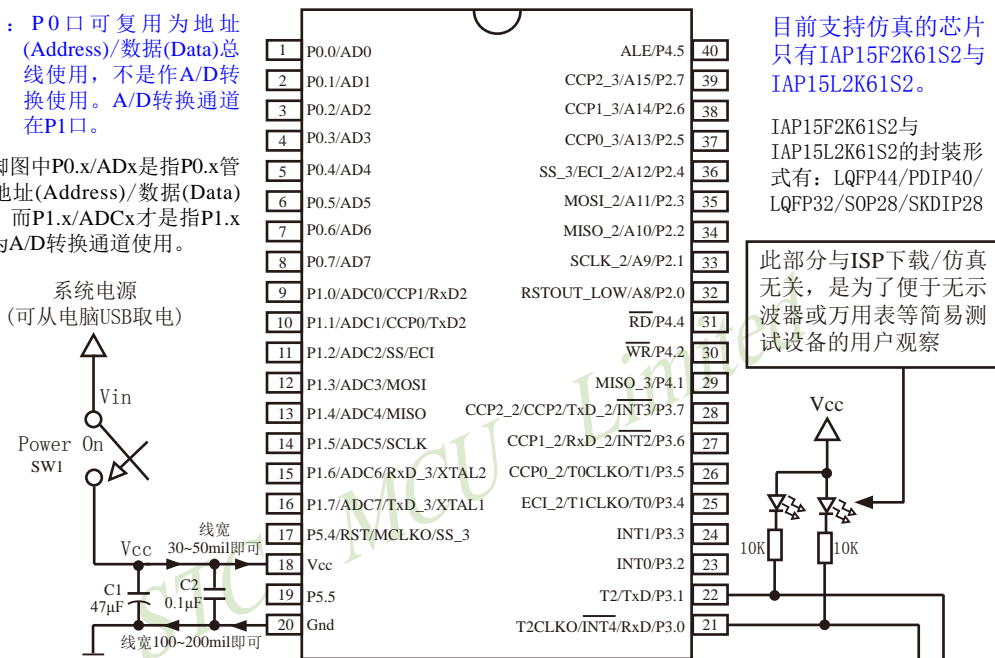 ：P0口可复用为地址
(Address)/数据(Data)总
线使用，不是作A/D转
换使用。A/D转换通道
在P1口。
脚图中P0.x/ADx是指P0.x管
地址(Address)/数据(Data)
而P1.x/ADCx才是指P1.x
为A/D转换通道使用。
系统电源
(可从电脑USB取电)
Vin
Power On
SW1
Vcc
线宽
30~50mil即可
C1
47μF
C2
0.1μF
线宽100~200mil即可
1 P0.0/AD0
2 P0.1/AD1
3 P0.2/AD2
4 P0.3/AD3
5 P0.4/AD4
6 P0.5/AD5
7 P0.6/AD6
8 P0.7/AD7
9 P1.0/ADC0/CCP1/RxD2
10 P1.1/ADC1/CCP0/TxD2
11 P1.2/ADC2/SS/ECI
12 P1.3/ADC3/MOSI
13 P1.4/ADC4/MISO
14 P1.5/ADC5/SCLK
15 P1.6/ADC6/RxD_3/XTAL2
16 P1.7/ADC7/TxD_3/XTAL1
17 P5.4/RST/MCLKO/SS_3
18 Vcc
19 P5.5
20 Gnd
ALE/P4.5 40
CCP2_3/A15/P2.7 39
CCP1_3/A14/P2.6 38
CCP0_3/A13/P2.5 37
SS_3/ECI_2/A12/P2.4 36
MOSI_2/A11/P2.3 35
MISO_2/A10/P2.2 34
SCLK_2/A9/P2.1 33
RSTOUT_LOW/A8/P2.0 32
RD/P4.4 31
WR/P4.2 30
MISO_3/P4.1 29
CCP2_2/CCP2/TxD_2/INT3/P3.7 28
CCP1_2/RxD_2/INT2/P3.6 27
CCP0_2/T0CLKO/T1/P3.5 26
ECI_2/T1CLKO/T0/P3.4 25
INT1/P3.3 24
INT0/P3.2 23
T2/TxD/P3.1 22
T2CLKO/INT4/RxD/P3.0 21
STC MCU Limited
目前支持仿真的芯片
只有IAP15F2K61S2与
IAP15L2K61S2。
IAP15F2K61S2与
IAP15L2K61S2的封装形
式有：LQFP44/PDIP40/
LQFP32/SOP28/SKDIP28
此部分与ISP下载/仿真
无关，是为了便于无示
波器或万用表等简易测
试设备的用户观察
Vcc
10K
10K